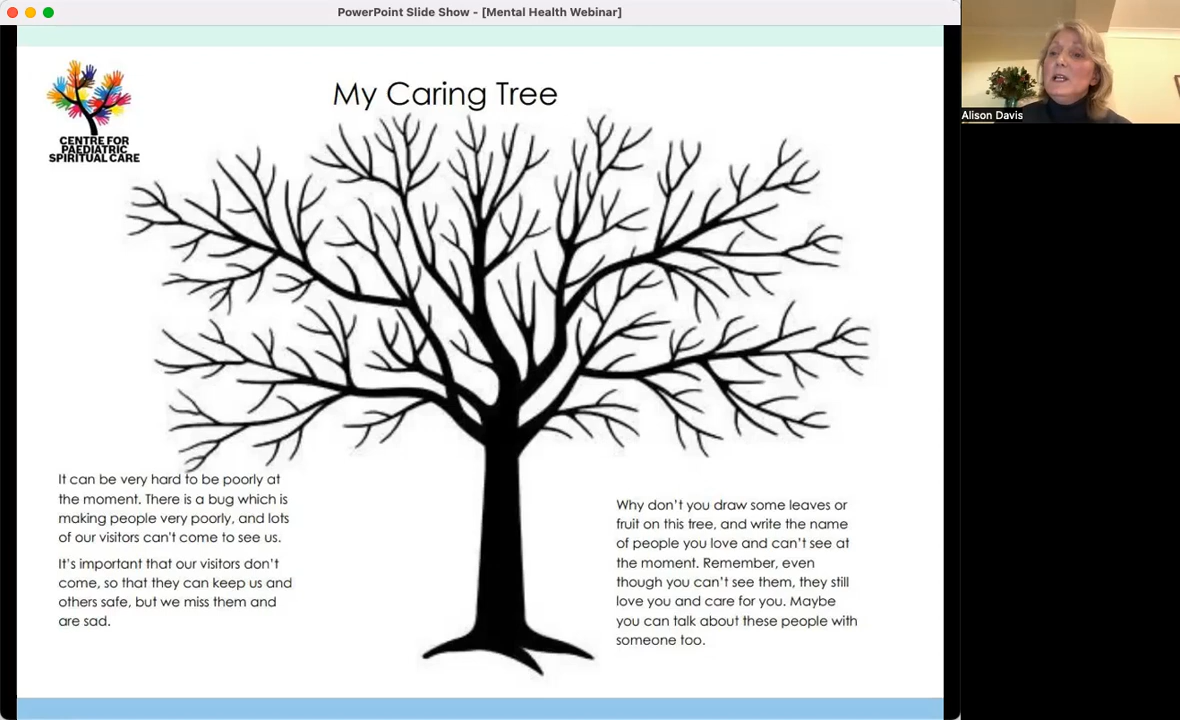 PowerPoint Slide Show - [Mental Health Webinar]
CENTRE FOR
PAEDIATRIC
SPIRITUAL CARE
My Caring Tree
It can be very hard to be poorly at
the moment. There is a bug which is
making people very poorly, and lots
of our visitors can't come to see us.
It's important that our visitors don't
come, so that they can keep us and
others safe, but we miss them and
are sad.
Why don't you draw some leaves or
fruit on this tree, and write the name
of people you love and can't see at
the moment. Remember, even
though you can't see them, they still
love you and care for you. Maybe
you can talk about these people with
someone too.
Alison Davis